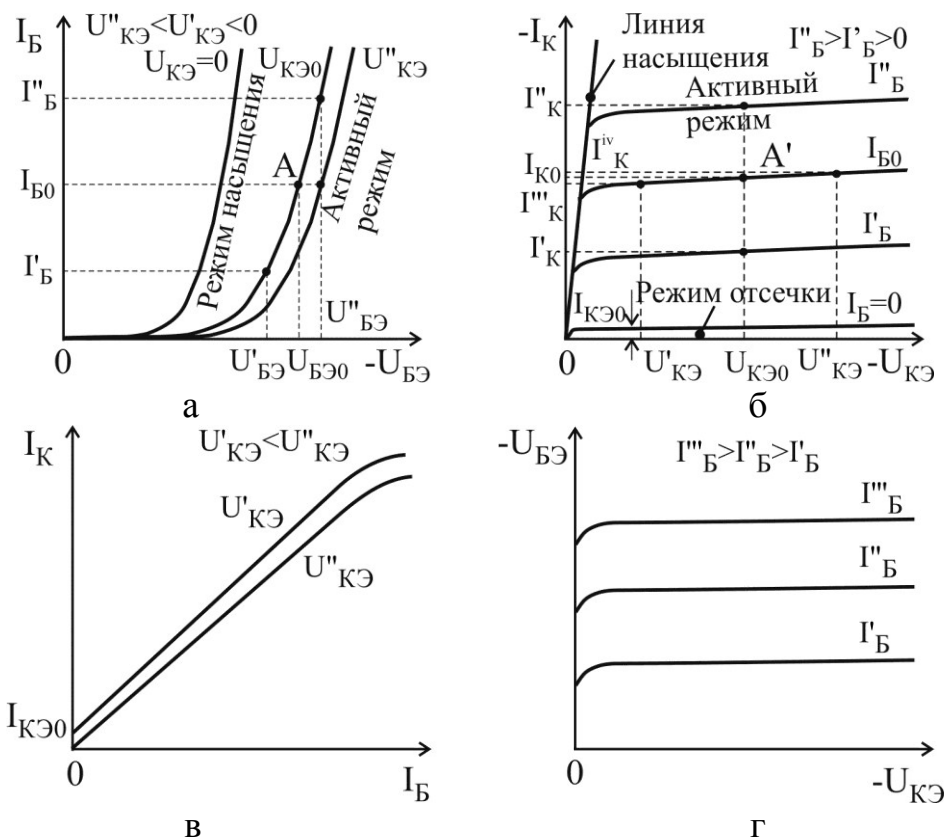 I_Б
U"_КЭ<U'_КЭ<0
U_КЭ=0
U_КЭ0
U"_КЭ
I"_Б
I_Б0
I'_Б
Режим насыщения
A
Активный
режим
U"_БЭ
0
U'_БЭ
U_БЭ0
-U_БЭ
а
-I_К
Линия
насыщения
I"_Б>I'_Б>0
I"_Б
I"_К
Активный
режим
I^iv_К
A'
I_К0
I_Б0
I'''_К
I'_К
I'_Б
I_КЭ0
Режим отсечки
I_Б=0
0
U'_КЭ
U_КЭ0
U"_КЭ
-U_КЭ
б
I_К
U'_КЭ<U"_КЭ
U'_КЭ
U"_КЭ
I_КЭ0
0
I_Б
в
-U_БЭ
I'''_Б>I"_Б>I'_Б
I'''_Б
I"_Б
I'_Б
0
-U_КЭ
г